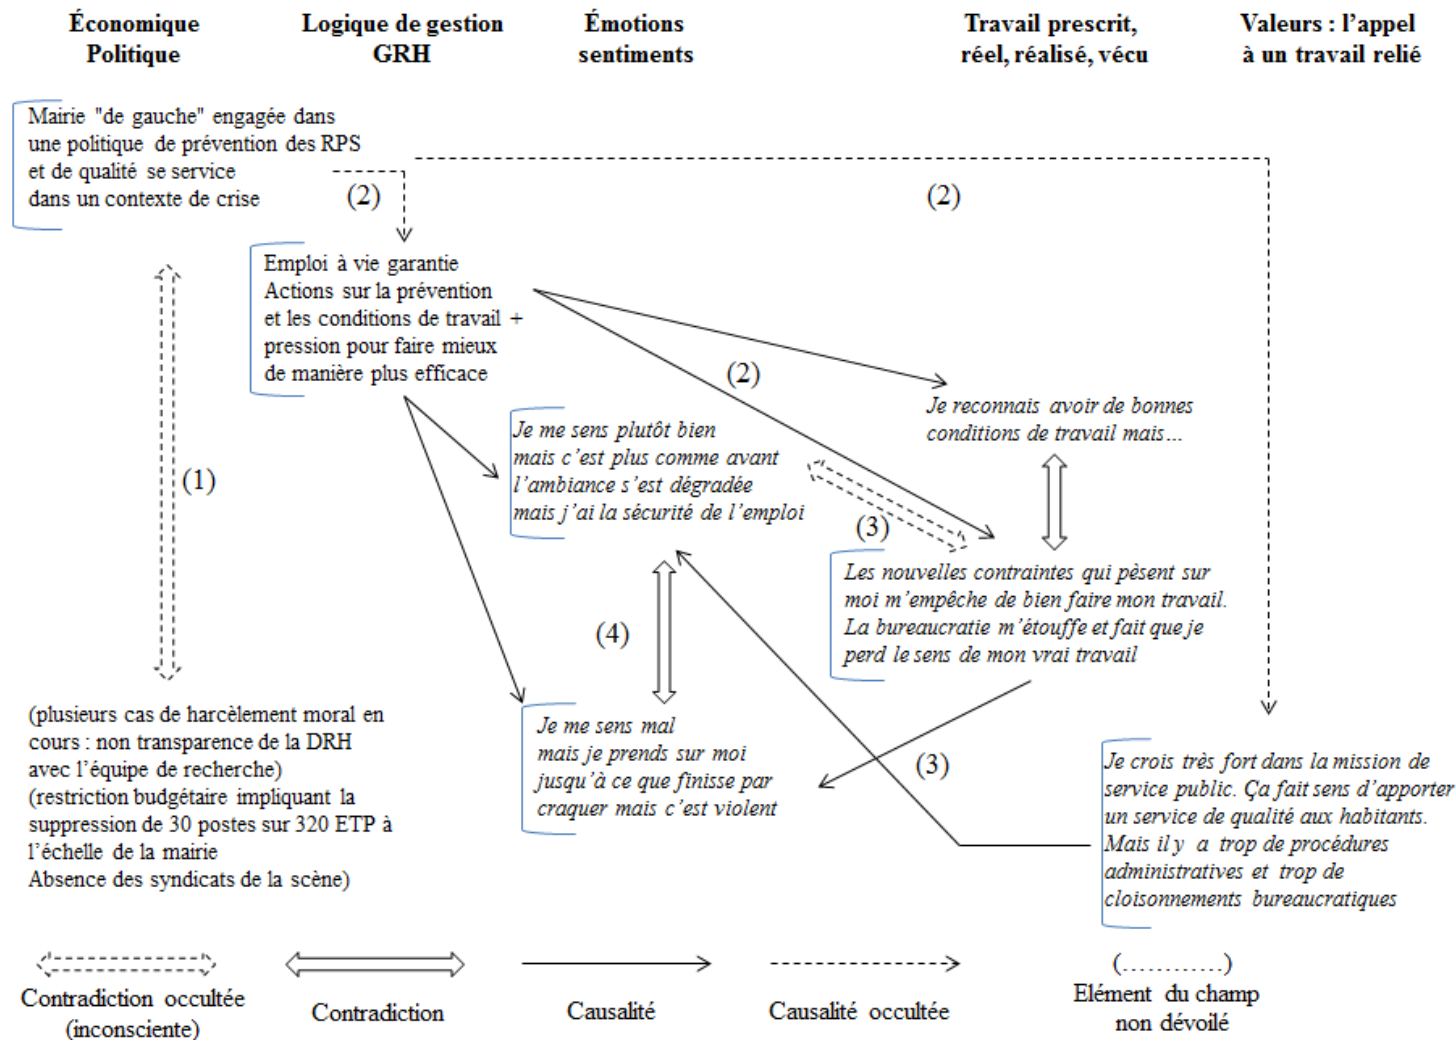 Économique
Politique
Logique de gestion
GRH
Émotions
sentiments
Travail prescrit,
réel, réalisé, vécu
Valeurs : l’appel
à un travail relié
Mairie "de gauche" engagée dans
une politique de prévention des RPS
et de qualité se service
dans un contexte de crise
(2)
(2)
Emploi à vie garantie
Actions sur la prévention
et les conditions de travail +
pression pour faire mieux
de manière plus efficace
(2)
Je reconnais avoir de bonnes
conditions de travail mais…
Je me sens plutôt bien
mais c’est plus comme avant
l’ambiance s’est dégradée
mais j’ai la sécurité de l’emploi
(1)
(3)
Les nouvelles contraintes qui pèsent sur
moi m’empêche de bien faire mon travail.
La bureaucratie m’étouffe et fait que je
perd le sens de mon vrai travail
(4)
(plusieurs cas de harcèlement moral en
cours : non transparence de la DRH
avec l’équipe de recherche)
(restriction budgétaire impliquant la
suppression de 30 postes sur 320 ETP à
l’échelle de la mairie
Absence des syndicats de la scène)
Je me sens mal
mais je prends sur moi
jusqu’à ce que finisse par
craquer mais c’est violent
(3)
Je crois très fort dans la mission de
service public. Ça fait sens d’apporter
un service de qualité aux habitants.
Mais il y a trop de procédures
administratives et trop de
cloisonnements bureaucratiques
Contradiction occultée
(inconsciente)
Contradiction
Causalité
Causalité occultée
(…………)
Elément du champ
non dévoilé